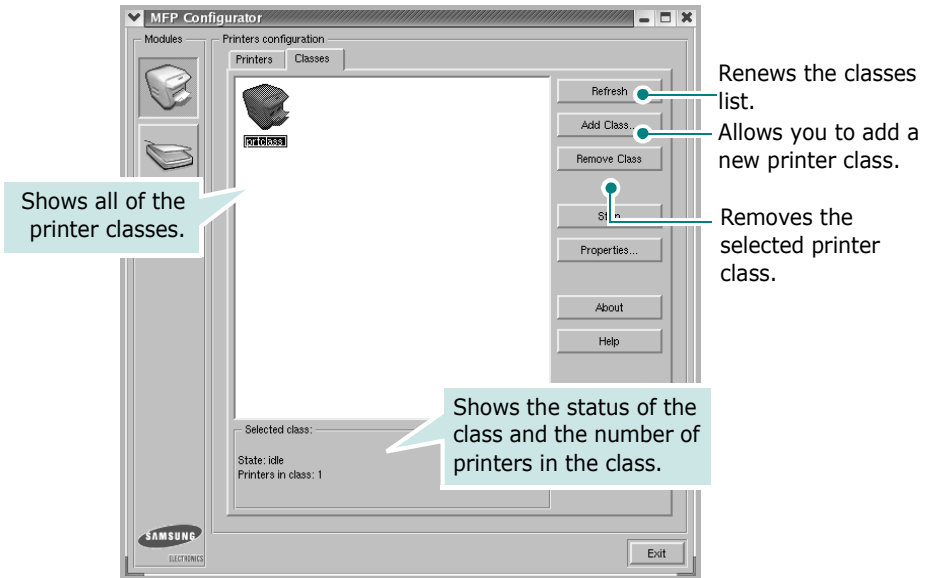 MFP Configurator
Modules
Printers configuration
Printers
Classes
prtclass
Refresh
Add Class..
Remove Class
Stop
Properties...
About
Help
Renews the classes
list.
Allows you to add a
new printer class.
Removes the
selected printer
class.
Shows all of the
printer classes.
Shows the status of the
class and the number of
printers in the class.
Selected class:
State: idle
Printers in class: 1
SAMSUNG
ELECTRONICS
Exit